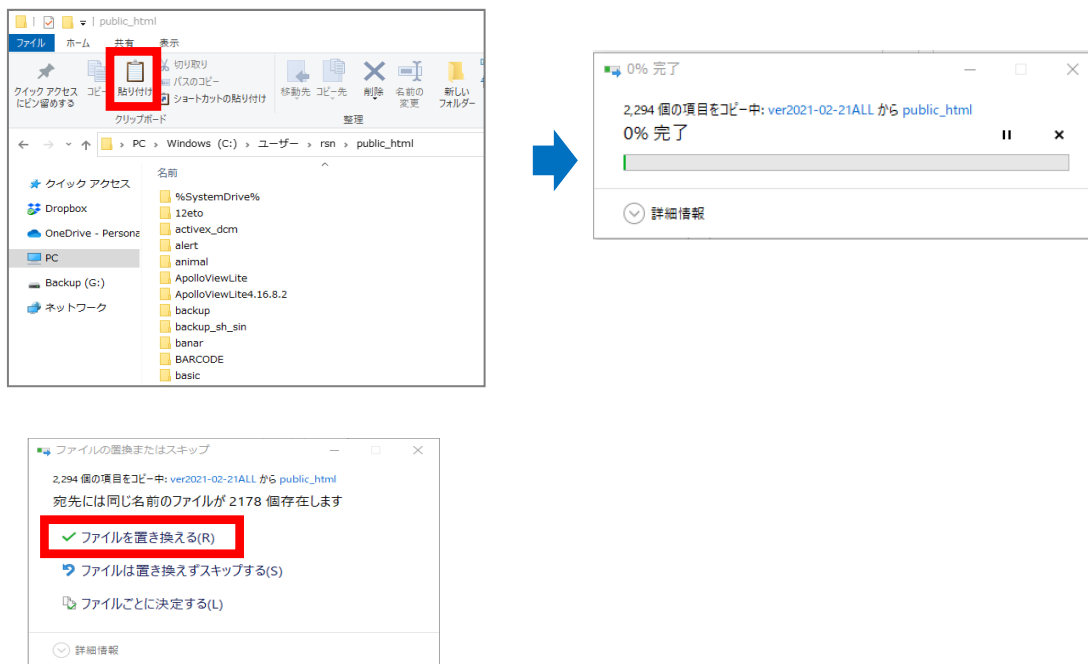 public_html
ファイル ホーム 共有 表示
クイック アクセスにピン留めする
コピー
貼り付け
切り取り
パスのコピー
ショートカットの貼り付け
クリップボード
移動先 コピー先 削除 名前の変更
整理
新しいフォルダー
PC > Windows (C:) > ユーザー > rsn > public_html
クイック アクセス
Dropbox
OneDrive - Persona
PC
Backup (G:)
ネットワーク
名前
%SystemDrive%
12eto
activex_dcm
alert
animal
ApolloViewLite
ApolloViewLite4.16.8.2
backup
backup_sh_sin
banar
BARCODE
basic
0% 完了
2,294 個の項目をコピー中: ver2021-02-21ALL から public_html
0% 完了
詳細情報
ファイルの置換またはスキップ
2,294 個の項目をコピー中: ver2021-02-21ALL から public_html
宛先には同じ名前のファイルが 2178 個存在します
ファイルを置き換える(R)
ファイルは置き換えずスキップする(S)
ファイルごとに決定する(L)
詳細情報